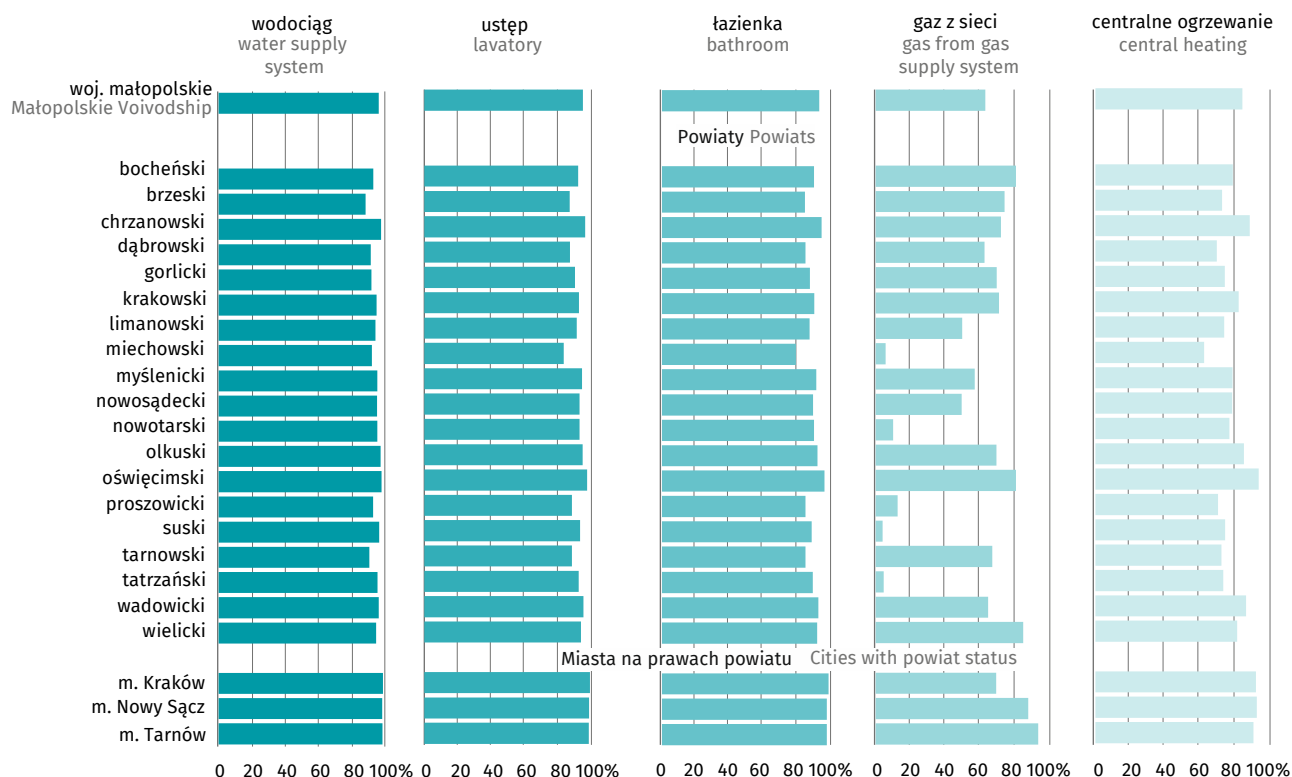 wodociąg
water supply
system
ustęp
lavatory
łazienka
bathroom
gaz z sieci
gas from gas
supply system
centralne ogrzewanie
central heating
woj. małopolskie
Małopolskie Voivodship
Powiaty Powiats
bocheński
brzeski
chrzanowski
dąbrowski
gorlicki
krakowski
limanowski
miechowski
myślenicki
nowosądecki
nowotarski
olkuski
oświęcimski
proszowicki
suski
tarnowski
tatrzański
wadowicki
wielicki
Miasta na prawach powiatu Cities with powiat status
m. Kraków
m. Nowy Sącz
m. Tarnów
0 20 40 60 80 100% 0 20 40 60 80 100% 0 20 40 60 80 100% 0 20 40 60 80 100% 0 20 40 60 80 100%